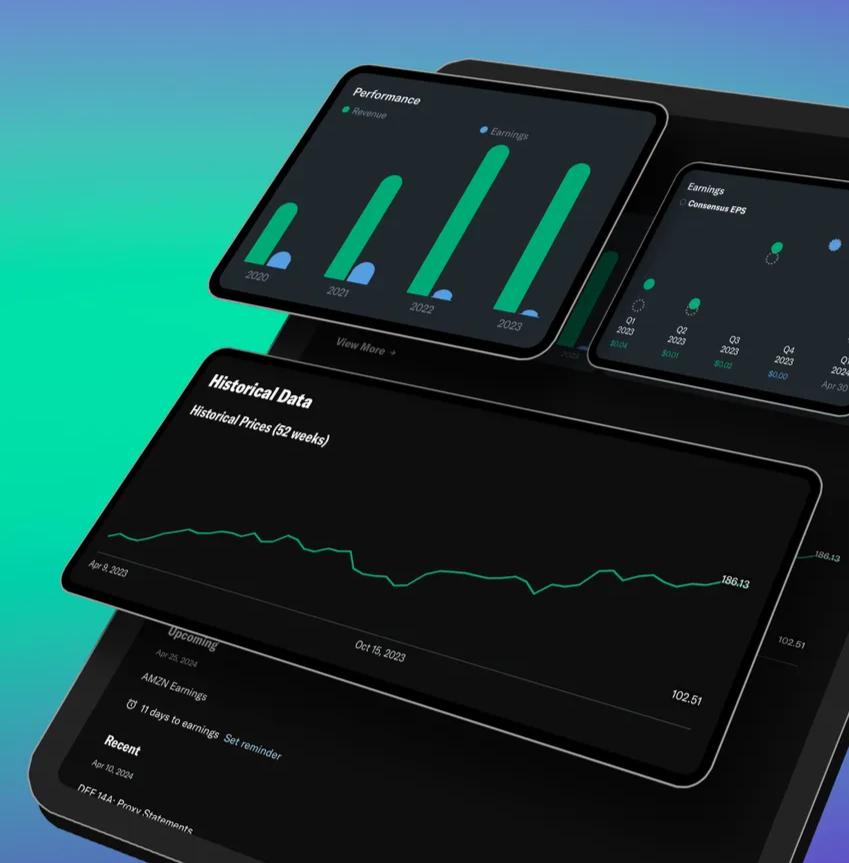 Performance
Revenue
Earnings
2020
2021
2022
2023
Earnings
Consensus EPS
Q1
2023
$0.04
Q2
2023
$0.01
Q3
2023
$0.02
Q4
2023
$0.00
2024
Apr 30
2023
View More →
Historical Data
Historical Prices (52 weeks)
186.13
Apr 9, 2023
Oct 15, 2023
102.51
186.13
102.51
Upcoming
Apr 25, 2024
AMZN Earnings
11 days to earnings Set reminder
Recent
Apr 10, 2024
DEF 14A: Proxy Statements